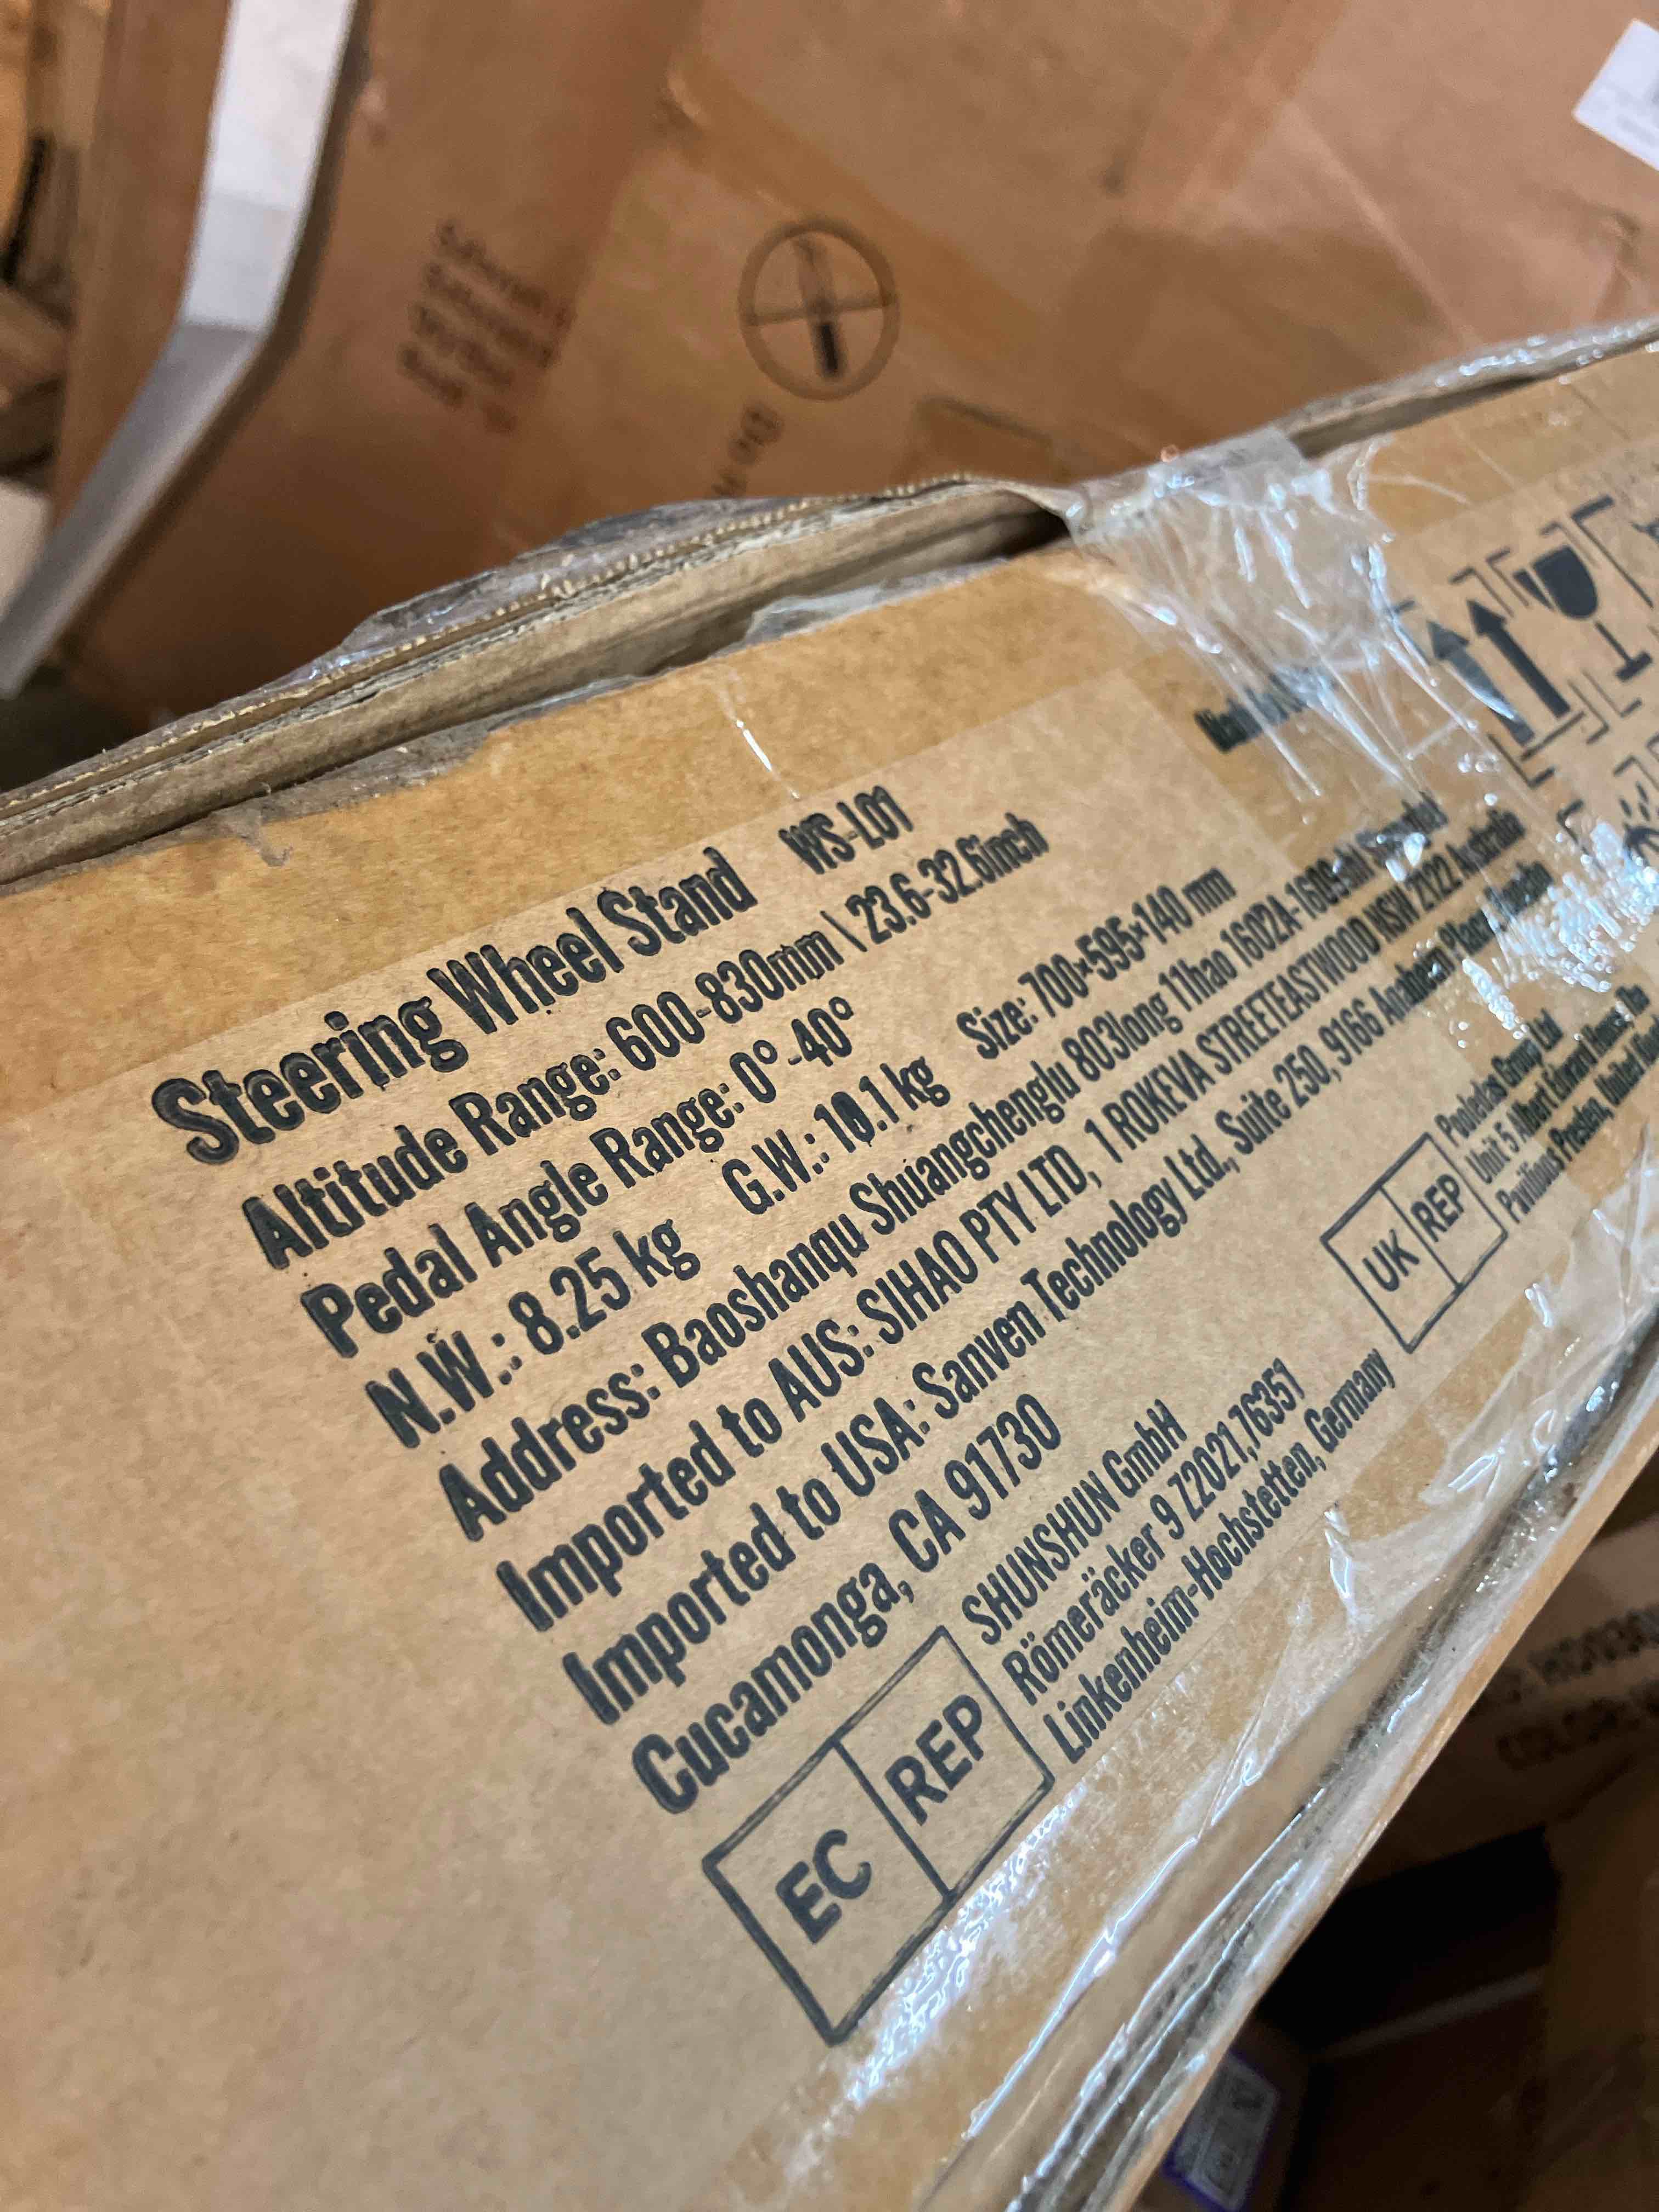 Steering Wheel Stand WS-L01
Altitude Range: 600-830mm \ 23.6-32.6inch
Pedal Angle Range: 0°-40°
N.W.: 8.25 kg G.W.: 10.1 kg Size: 700×595×140 mm
Address: Baoshanqu Shuangchenglu 803long 11hao 1602A-1609shi
Imported to AUS: SIHAO PTY LTD, 1 ROKEVA STREETEASTWOOD NSW 2122 Australia
Imported to USA: Sanven Technology Ltd., Suite 250, 9166 Anaheim Place,
Cucamonga, CA 91730
EC REP
SHUNSHUN GmbH
Römeräcker 9 Z2021,76351
Linkenheim-Hochstetten, Germany
UK REP
Pooledas Group Ltd
Unit 5 Albert Edward House, The
Pavilions Preston, United